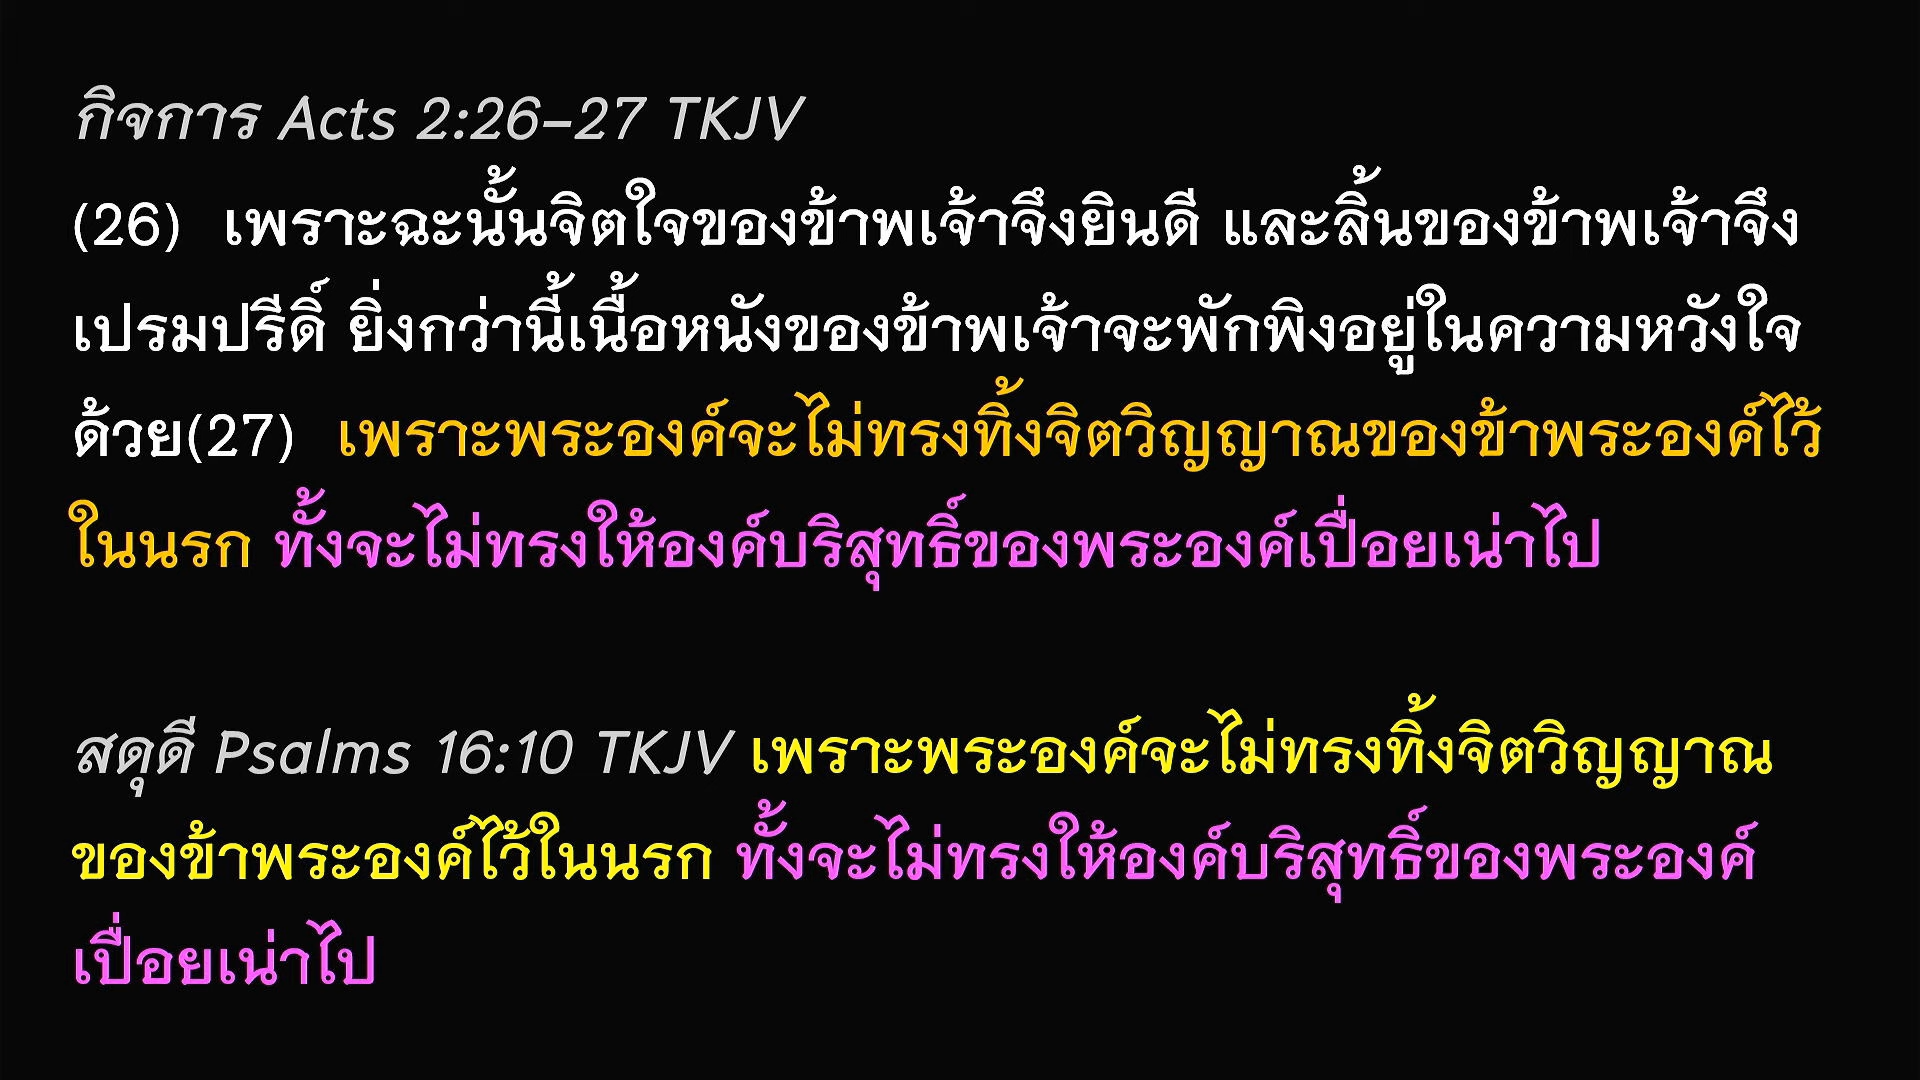 กิจการ Acts 2:26–27 TKJV
(26) เพราะฉะนั้นจิตใจของข้าพเจ้าจึงยินดี และลิ้นของข้าพเจ้าจึง
เปรมปรีดิ์ ยิ่งกว่านี้เนื้อหนังของข้าพเจ้าจะพักพิงอยู่ในความหวังใจ
ด้วย(27) เพราะพระองค์จะไม่ทรงทิ้งจิตวิญญาณของข้าพระองค์ไว้
ในนรก ทั้งจะไม่ทรงให้องค์บริสุทธิ์ของพระองค์เปื่อยเน่าไป
สดุดี Psalms 16:10 TKJV เพราะพระองค์จะไม่ทรงทิ้งจิตวิญญาณ
ของข้าพระองค์ไว้ในนรก ทั้งจะไม่ทรงให้องค์บริสุทธิ์ของพระองค์
เปื่อยเน่าไป